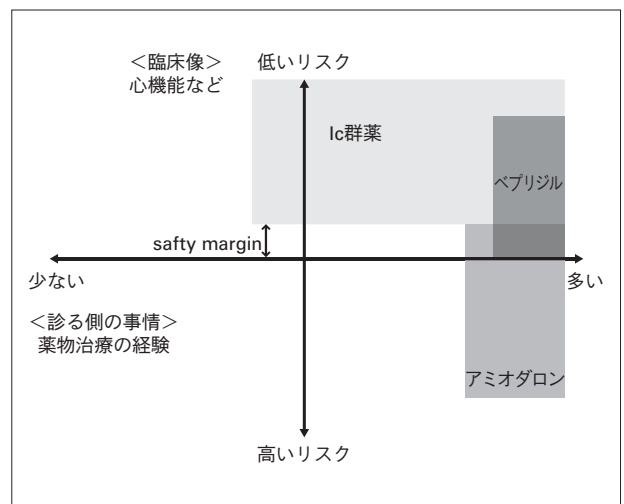 <臨床像>
心機能など
低いリスク
Ic群薬
ベプリジル
safty margin
少ない
多い
<診る側の事情>
薬物治療の経験
アミオダロン
高いリスク